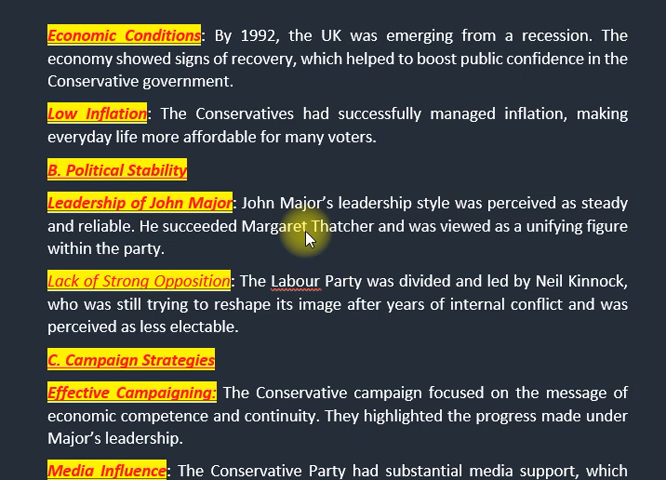 Economic Conditions: By 1992, the UK was emerging from a recession. The
economy showed signs of recovery, which helped to boost public confidence in the
Conservative government.
Low Inflation: The Conservatives had successfully managed inflation, making
everyday life more affordable for many voters.
B. Political Stability
Leadership of John Major: John Major’s leadership style was perceived as steady
and reliable. He succeeded Margaret Thatcher and was viewed as a unifying figure
within the party.
Lack of Strong Opposition: The Labour Party was divided and led by Neil Kinnock,
who was still trying to reshape its image after years of internal conflict and was
perceived as less electable.
C. Campaign Strategies
Effective Campaigning: The Conservative campaign focused on the message of
economic competence and continuity. They highlighted the progress made under
Major’s leadership.
Media Influence: The Conservative Party had substantial media support, which